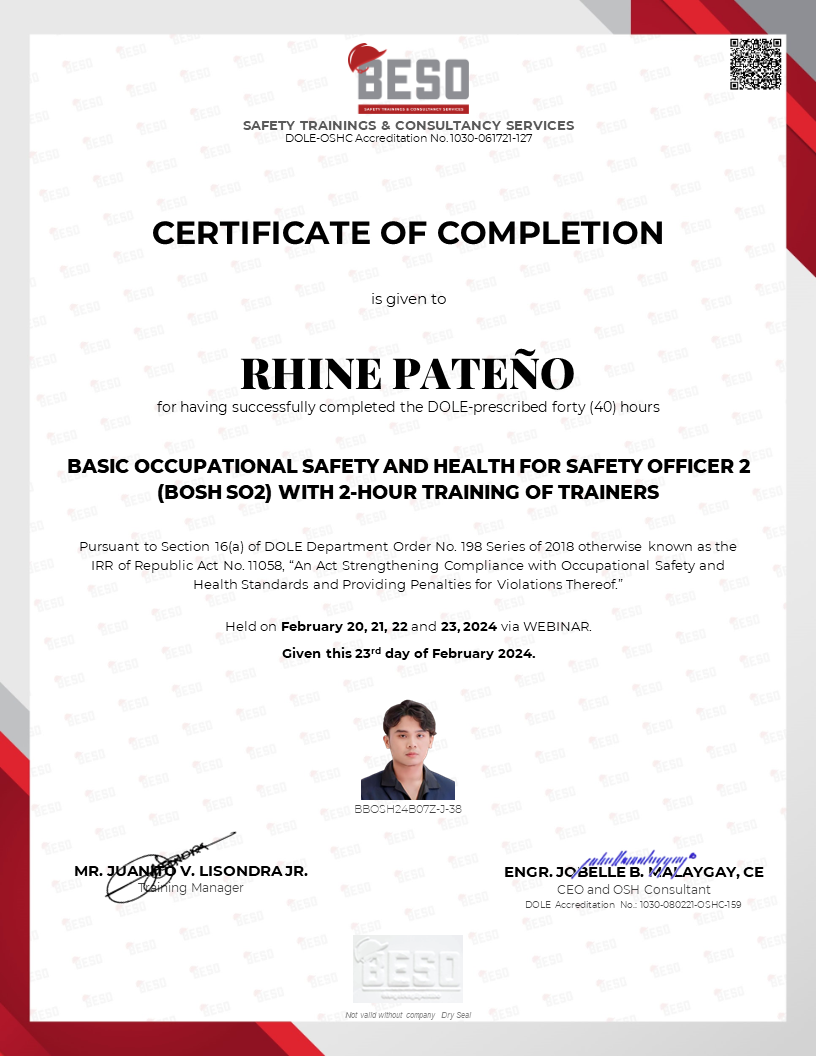 BESO
SAFETY TRAININGS & CONSULTANCY SERVICES
SAFETY TRAININGS & CONSULTANCY SERVICES
DOLE-OSHC Accreditation No. 1030-061721-127
CERTIFICATE OF COMPLETION
is given to
RHINE PATEÑO
for having successfully completed the DOLE-prescribed forty (40) hours
BASIC OCCUPATIONAL SAFETY AND HEALTH FOR SAFETY OFFICER 2
(BOSH SO2) WITH 2-HOUR TRAINING OF TRAINERS
Pursuant to Section 16(a) of DOLE Department Order No. 198 Series of 2018 otherwise known as the
IRR of Republic Act No. 11058, “An Act Strengthening Compliance with Occupational Safety and
Health Standards and Providing Penalties for Violations Thereof.”
Held on February 20, 21, 22 and 23, 2024 via WEBINAR.
Given this 23rd day of February 2024.
BBOSH24B07Z-J-38
MR. JUANITO V. LISONDRA JR.
Training Manager
ENGR. JOBELLE B. MALAYGAY, CE
CEO and OSH Consultant
DOLE Accreditation No.: 1030-080221-OSHC-159
BESO
Not valid without company Dry Seal